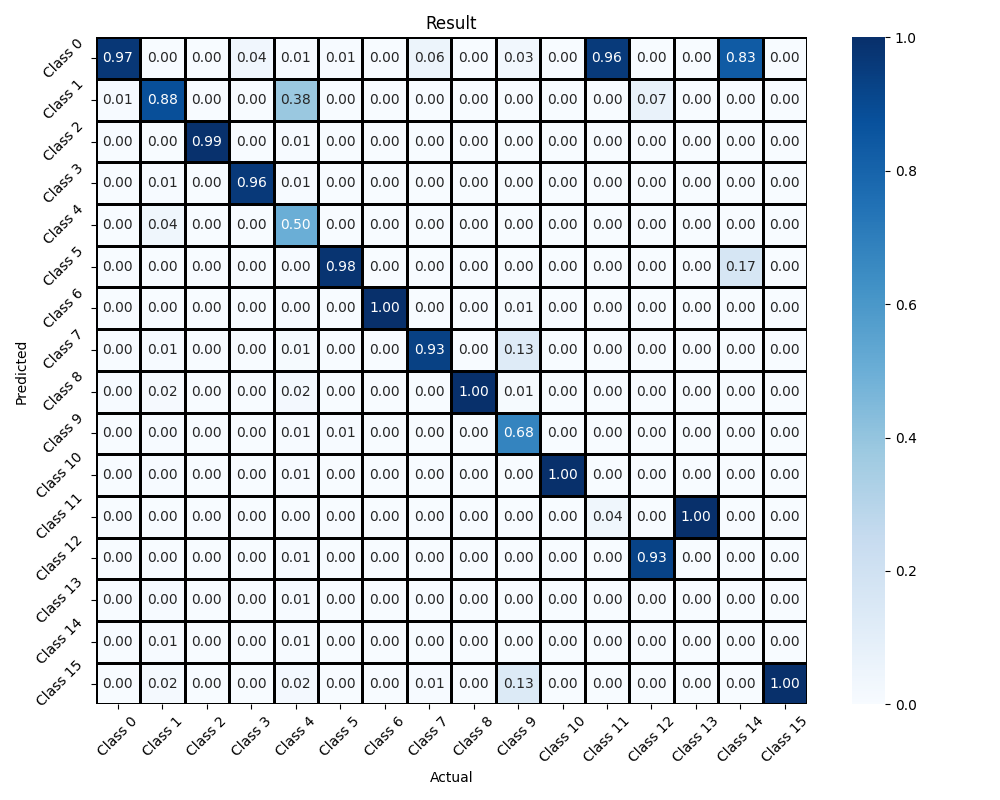 Result
Class 0 0.97 0.00 0.00 0.04 0.01 0.01 0.00 0.06 0.00 0.03 0.00 0.96 0.00 0.00 0.83 0.00
Class 1 0.01 0.88 0.00 0.00 0.38 0.00 0.00 0.00 0.00 0.00 0.00 0.00 0.07 0.00 0.00 0.00
Class 2 0.00 0.00 0.99 0.00 0.01 0.00 0.00 0.00 0.00 0.00 0.00 0.00 0.00 0.00 0.00 0.00
Class 3 0.00 0.01 0.00 0.96 0.01 0.00 0.00 0.00 0.00 0.00 0.00 0.00 0.00 0.00 0.00 0.00
Class 4 0.00 0.04 0.00 0.00 0.50 0.00 0.00 0.00 0.00 0.00 0.00 0.00 0.00 0.00 0.00 0.00
Class 5 0.00 0.00 0.00 0.00 0.00 0.98 0.00 0.00 0.00 0.00 0.00 0.00 0.00 0.00 0.17 0.00
Class 6 0.00 0.00 0.00 0.00 0.00 0.00 1.00 0.00 0.00 0.01 0.00 0.00 0.00 0.00 0.00 0.00
Class 7 0.00 0.01 0.00 0.00 0.01 0.00 0.00 0.93 0.00 0.13 0.00 0.00 0.00 0.00 0.00 0.00
Class 8 0.00 0.02 0.00 0.00 0.02 0.00 0.00 0.00 1.00 0.01 0.00 0.00 0.00 0.00 0.00 0.00
Class 9 0.00 0.00 0.00 0.00 0.01 0.01 0.00 0.00 0.00 0.68 0.00 0.00 0.00 0.00 0.00 0.00
Class 10 0.00 0.00 0.00 0.00 0.01 0.00 0.00 0.00 0.00 0.00 1.00 0.00 0.00 0.00 0.00 0.00
Class 11 0.00 0.00 0.00 0.00 0.00 0.00 0.00 0.00 0.00 0.00 0.00 0.04 0.00 1.00 0.00 0.00
Class 12 0.00 0.00 0.00 0.00 0.01 0.00 0.00 0.00 0.00 0.00 0.00 0.00 0.93 0.00 0.00 0.00
Class 13 0.00 0.00 0.00 0.00 0.01 0.00 0.00 0.00 0.00 0.00 0.00 0.00 0.00 0.00 0.00 0.00
Class 14 0.00 0.01 0.00 0.00 0.01 0.00 0.00 0.00 0.00 0.00 0.00 0.00 0.00 0.00 0.00 0.00
Class 15 0.00 0.02 0.00 0.00 0.02 0.00 0.00 0.01 0.00 0.13 0.00 0.00 0.00 0.00 0.00 1.00
Class 0 Class 1 Class 2 Class 3 Class 4 Class 5 Class 6 Class 7 Class 8 Class 9 Class 10 Class 11 Class 12 Class 13 Class 14 Class 15
Actual
Predicted
1.0
0.8
0.6
0.4
0.2
0.0